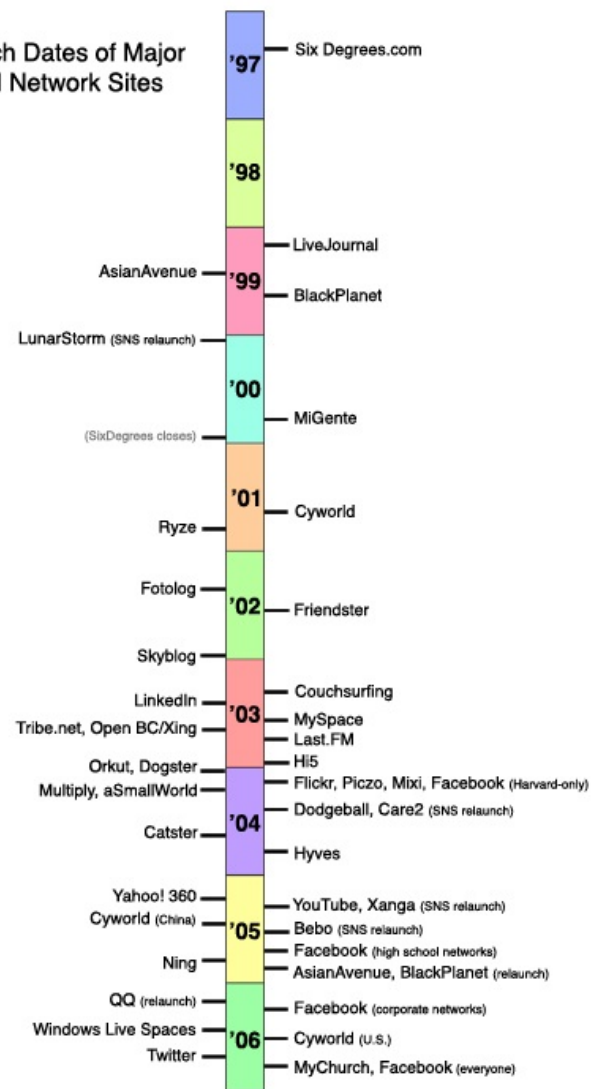 Dates of Major
Network Sites
'97
Six Degrees.com
'98
LiveJournal
AsianAvenue
'99
BlackPlanet
LunarStorm (SNS relaunch)
'00
MiGente
(SixDegrees closes)
'01
Cyworld
Ryze
Fotolog
'02
Friendster
Skyblog
Couchsurfing
LinkedIn
'03
MySpace
Tribe.net, Open BC/Xing
Last.FM
Hi5
Orkut, Dogster
Flickr, Piczo, Mixi, Facebook (Harvard-only)
Multiply, aSmallWorld
Dodgeball, Care2 (SNS relaunch)
'04
Catster
Hyves
Yahoo! 360
YouTube, Xanga (SNS relaunch)
Cyworld (China)
'05
Bebo (SNS relaunch)
Facebook (high school networks)
Ning
AsianAvenue, BlackPlanet (relaunch)
QQ (relaunch)
Facebook (corporate networks)
Windows Live Spaces
'06
Cyworld (U.S.)
Twitter
MyChurch, Facebook (everyone)